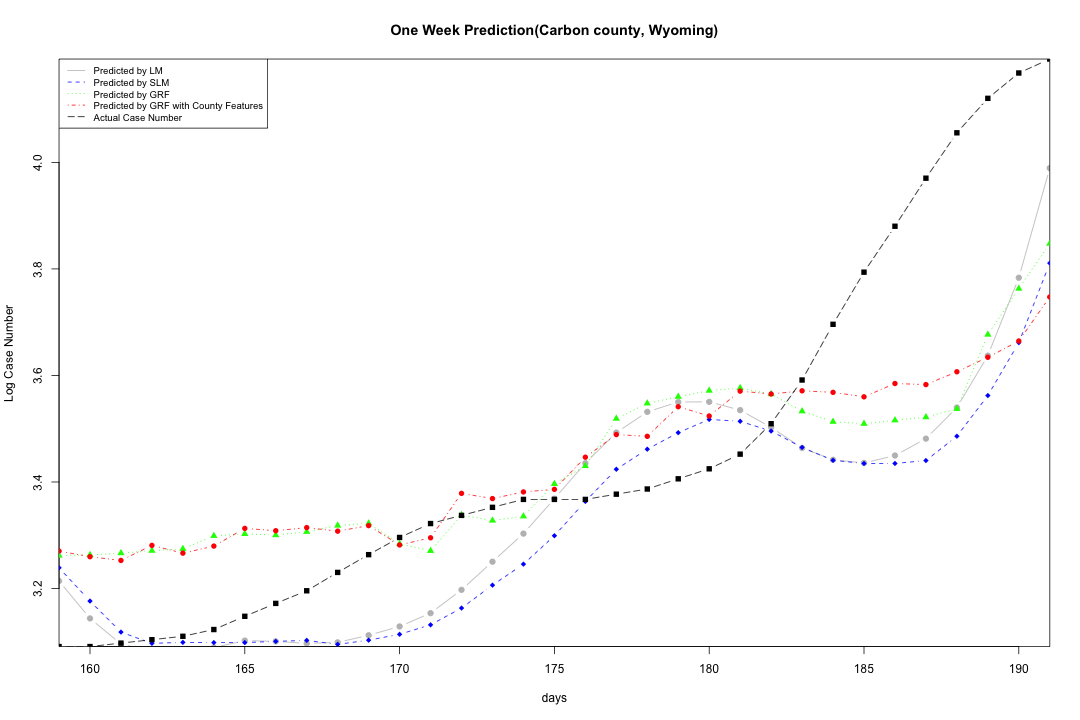 One Week Prediction(Carbon county, Wyoming)
Predicted by LM
Predicted by SLM
Predicted by GRF
Predicted by GRF with County Features
Actual Case Number
Log Case Number
4.0
3.8
3.6
3.4
3.2
160 165 170 175 180 185 190
days